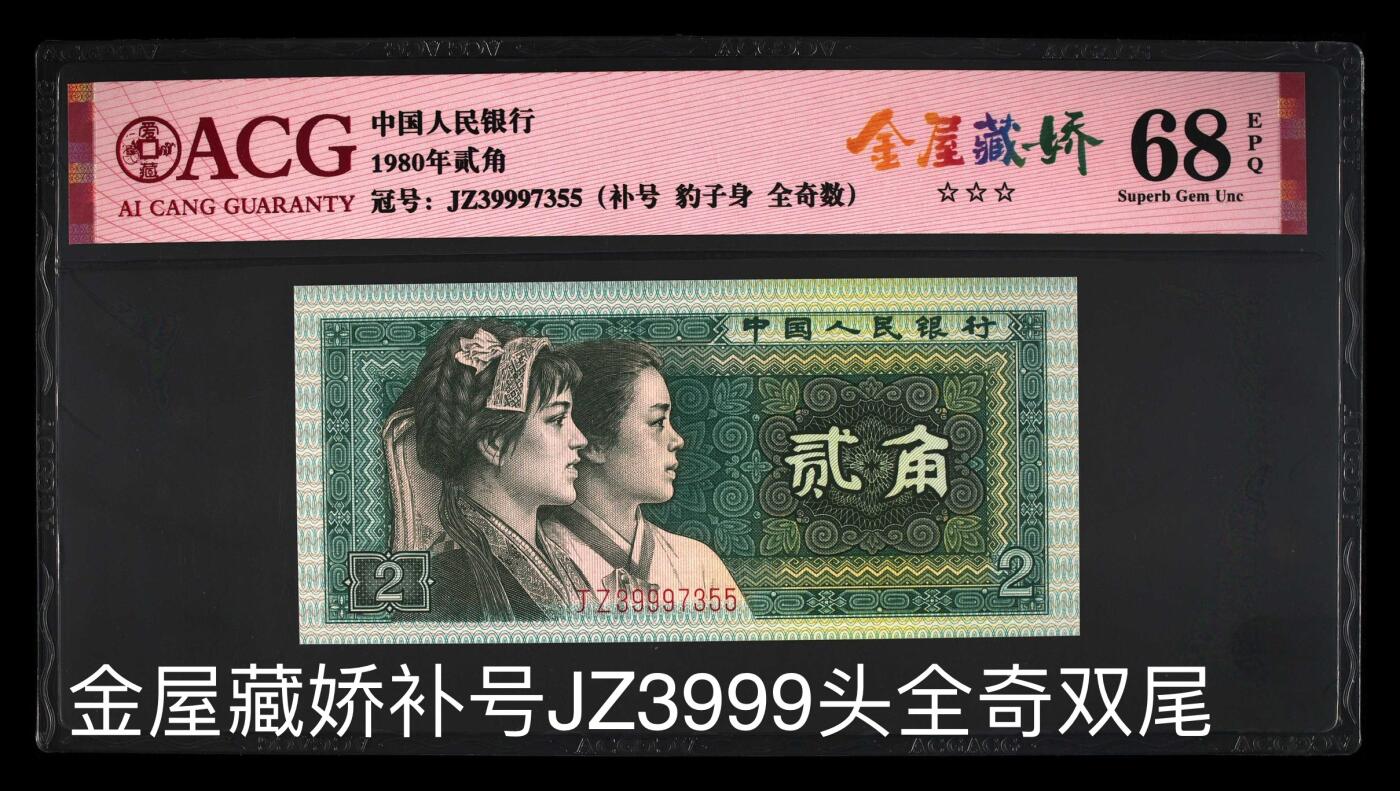 ACG
AI CANG GUARANTY
中国人民银行
1980年贰角
冠号：JZ39997355（补号 豹子身 全奇数）
金屋藏娇
☆☆☆
68
EPQ
Superb Gem Unc
中国人民银行
贰角
2
2
JZ39997355
金屋藏娇补号JZ3999头全奇双尾